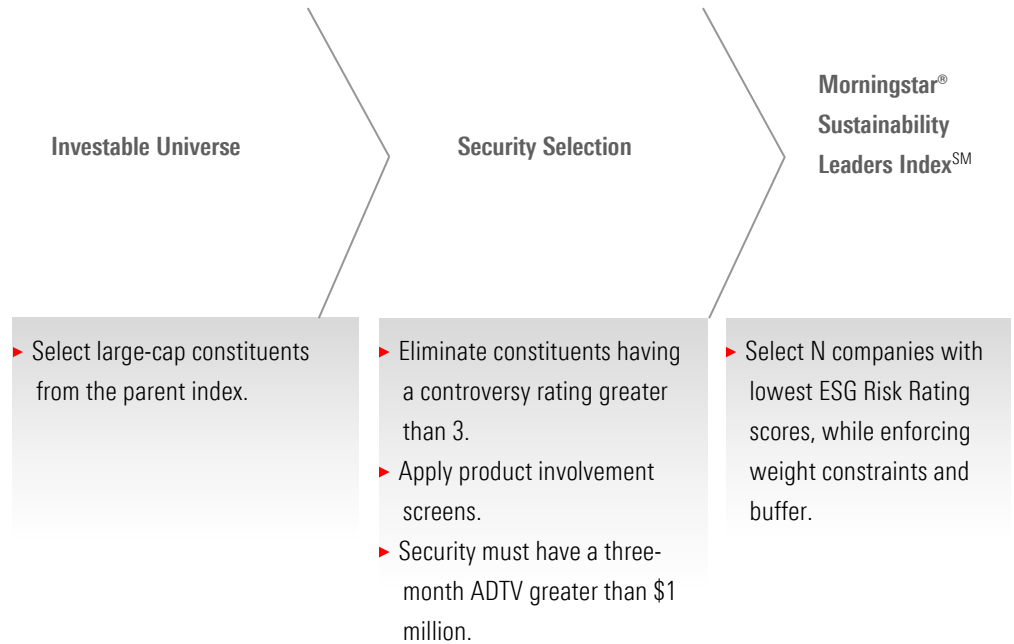 Investable Universe
Security Selection
Morningstar®
Sustainability
Leaders Index℠
► Select large-cap constituents
from the parent index.
► Eliminate constituents having
a controversy rating greater
than 3.
► Apply product involvement
screens.
► Security must have a three-
month ADTV greater than $1
million.
► Select N companies with
lowest ESG Risk Rating
scores, while enforcing
weight constraints and
buffer.